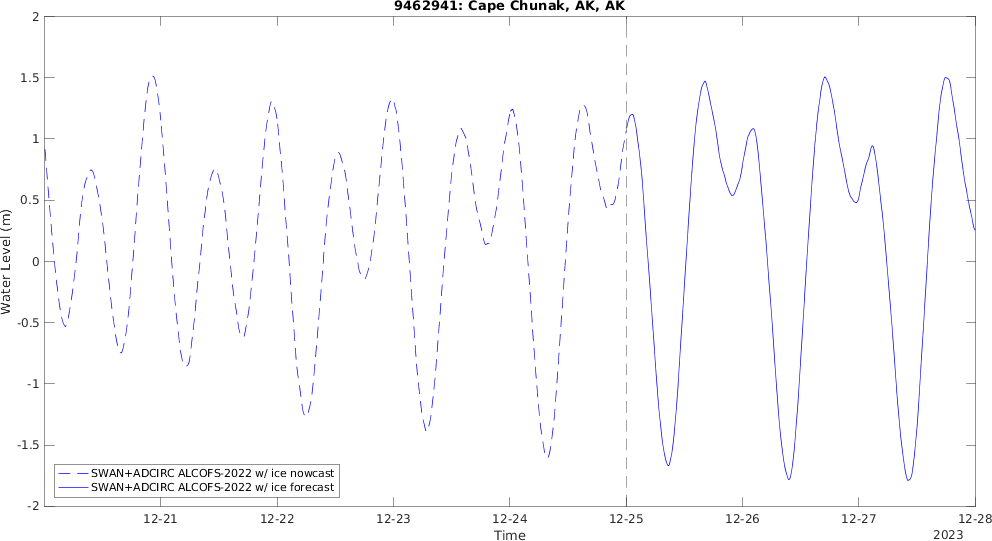 9462941: Cape Chunak, AK, AK
Water Level (m)
2
1.5
1
0.5
0
-0.5
-1
-1.5
-2
SWAN+ADCIRC ALCOFS-2022 w/ ice nowcast
SWAN+ADCIRC ALCOFS-2022 w/ ice forecast
12-21 12-22 12-23 12-24 12-25 12-26 12-27 12-28
Time
2023